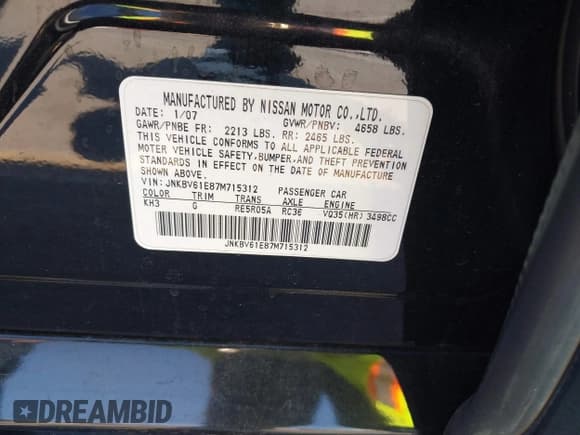 MANUFACTURED BY NISSAN MOTOR CO.,LTD.
DATE: 1/07 GVWR/PNBV: 4658 LBS.
GAWR/PNBE FR: 2213 LBS. RR: 2465 LBS.
THIS VEHICLE CONFORMS TO ALL APPLICABLE FEDERAL
MOTOR VEHICLE SAFETY,BUMPER,AND THEFT PREVENTION
STANDARDS IN EFFECT ON THE DATE OF MANUFACTURE
SHOWN ABOVE.
VIN: JNKBV61E87M715312 PASSENGER CAR
COLOR TRIM TRANS AXLE ENGINE
KH3 G RE5R05A RC36 VQ35(HR) 3498CC
JNKBV61E87M715312
DREAMBID